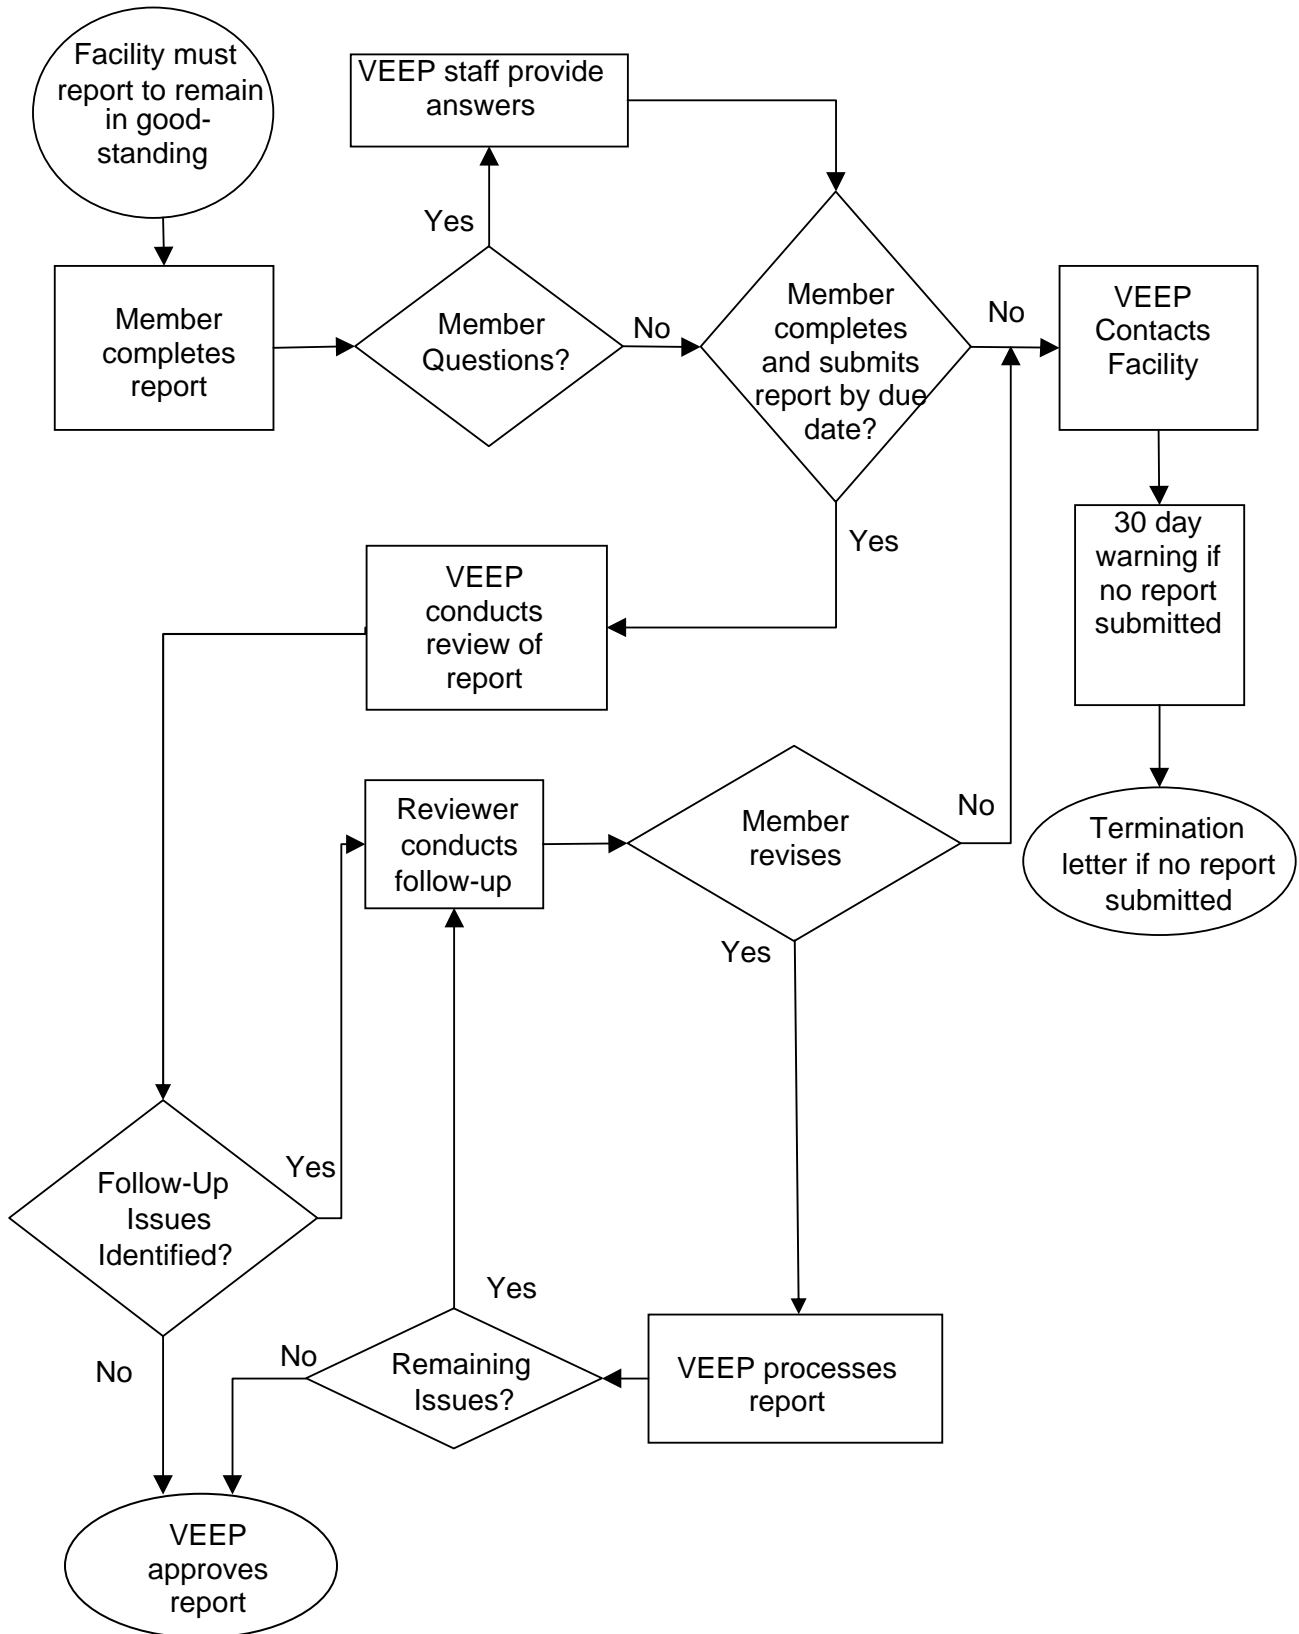 Facility must
report to remain
in good-
standing
VEEP staff provide
answers
Yes
Member
completes
report
Member
Questions?
No
Member
completes
and submits
report by due
date?
No
VEEP
Contacts
Facility
Yes
30 day
warning if
no report
submitted
VEEP
conducts
review of
report
Reviewer
conducts
follow-up
Member
revises
No
Termination
letter if no report
submitted
Yes
Follow-Up
Issues
Identified?
Yes
No
Yes
No
Remaining
Issues?
VEEP processes
report
VEEP
approves
report